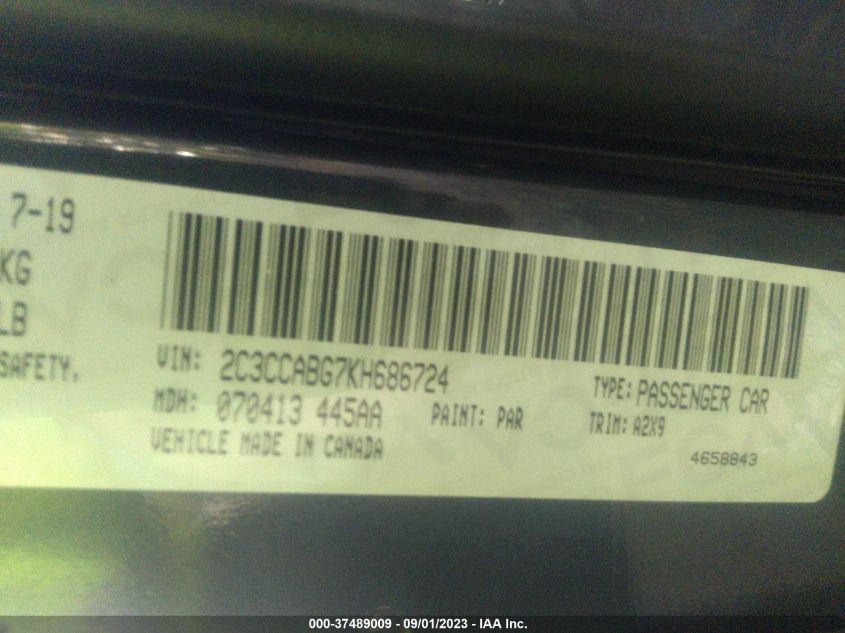 7-19
KG
LB
SAFETY.
VIN: 2C3CCABG7KH686724
TYPE: PASSENGER CAR
MDH: 070413 445AA
PAINT: PAR
TRIM: A2X9
VEHICLE MADE IN CANADA
4658843
000-37489009 - 09/01/2023 - IAA Inc.